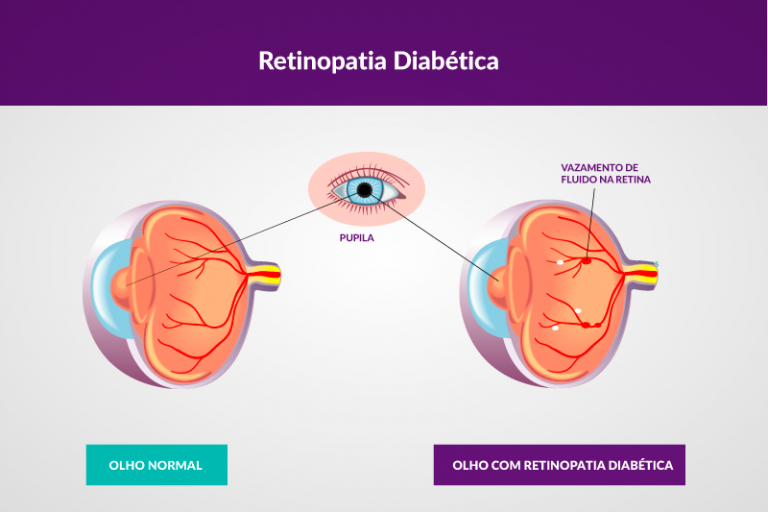 Retinopatia Diabética
VAZAMENTO DE
FLUIDO NA RETINA
PUPILA
OLHO NORMAL
OLHO COM RETINOPATIA DIABÉTICA